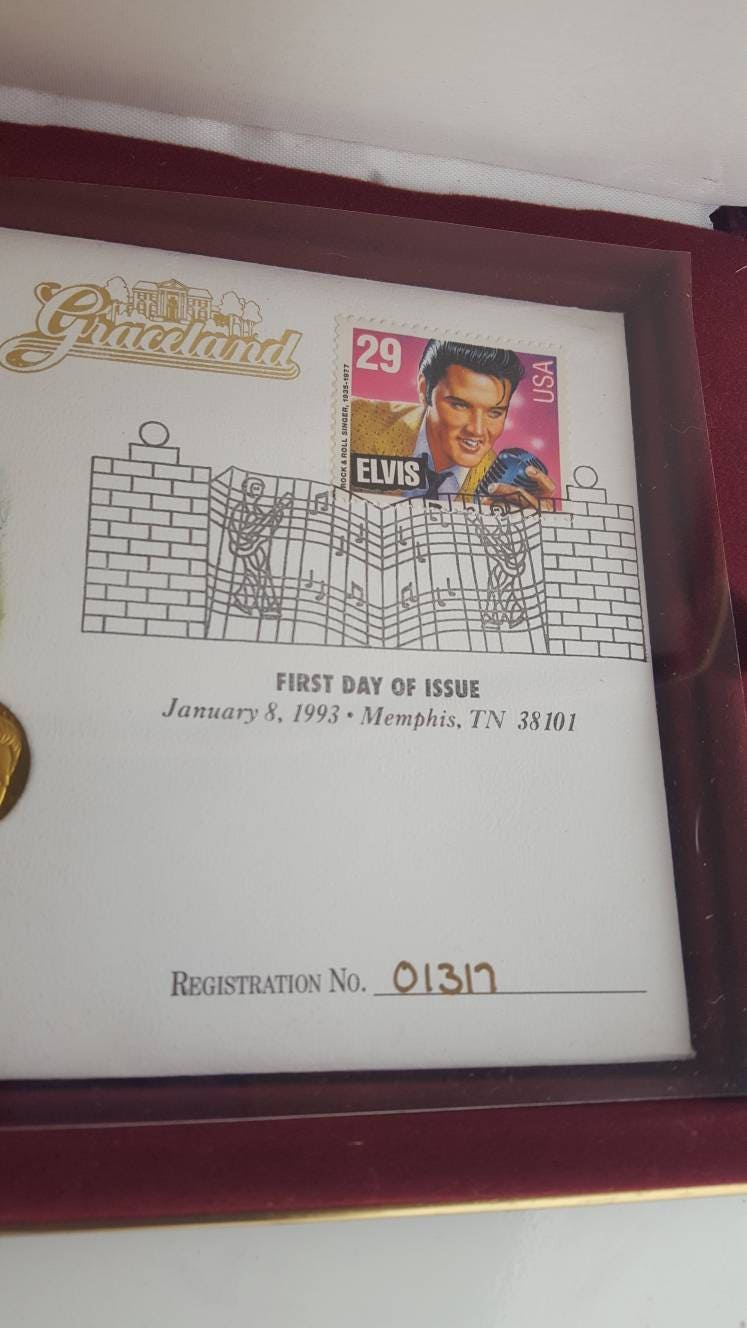 Graceland
29
USA
ROCK & ROLL SINGER, 1935-1977
ELVIS
FIRST DAY OF ISSUE
January 8, 1993 • Memphis, TN 38101
REGISTRATION NO. 01317